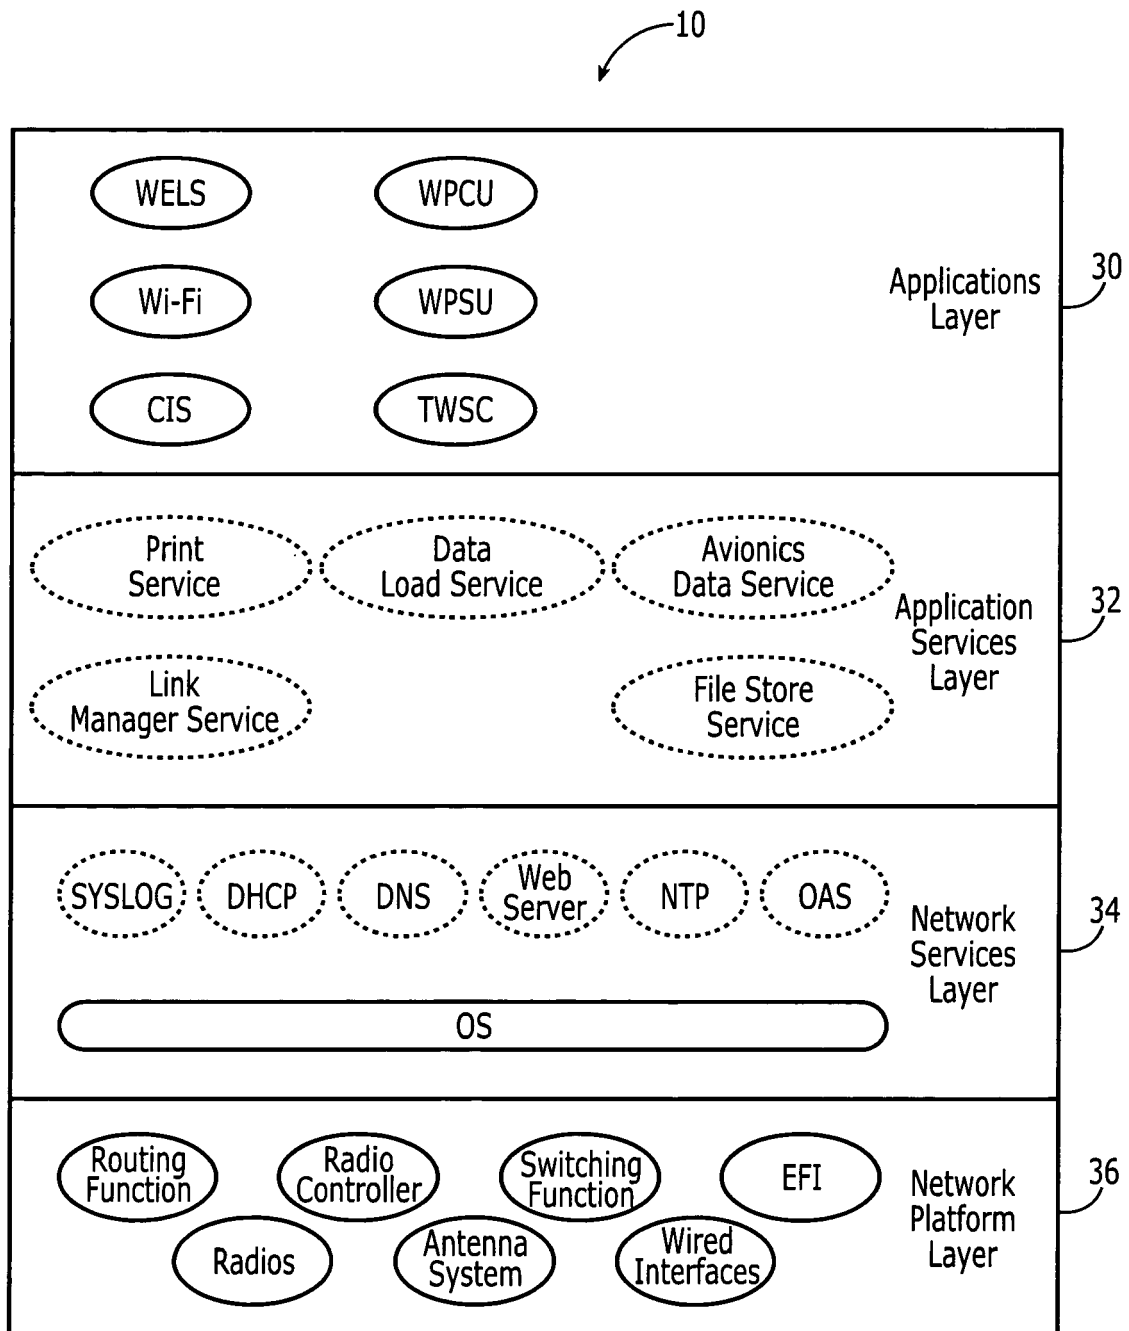 10
WELS
WPCU
Wi-Fi
WPSU
CIS
TWSC
Applications
Layer
30
Print
Service
Data
Load Service
Avionics
Data Service
Link
Manager Service
File Store
Service
Application
Services
Layer
32
SYSLOG
DHCP
DNS
Web
Server
NTP
OAS
OS
Network
Services
Layer
34
Routing
Function
Radio
Controller
Switching
Function
EFI
Radios
Antenna
System
Wired
Interfaces
Network
Platform
Layer
36